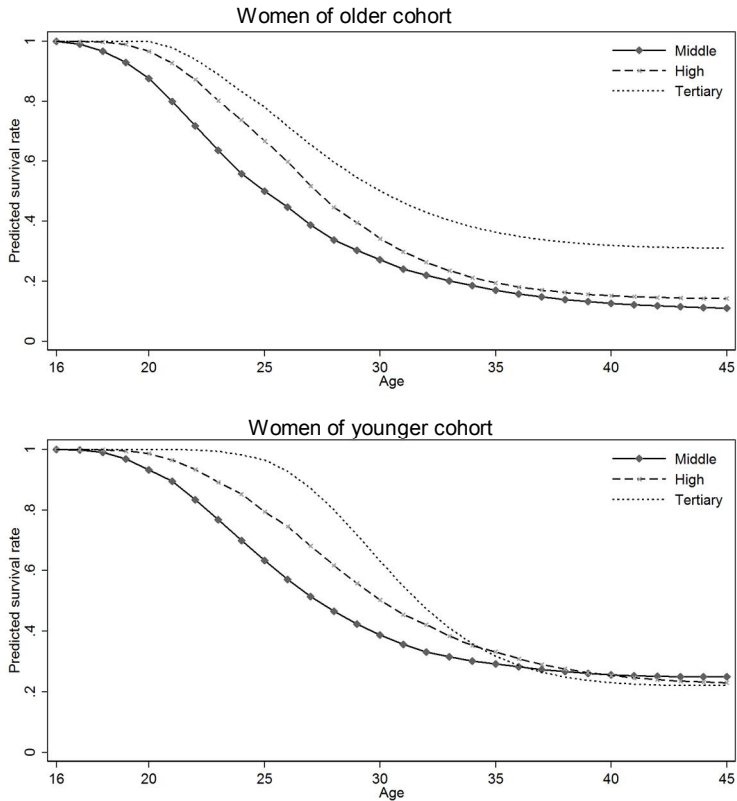 Women of older cohort
Predicted survival rate
1
.8
.6
.4
.2
0
Middle
High
Tertiary
16 20 25 30 35 40 45
Age
Women of younger cohort
Predicted survival rate
1
.8
.6
.4
.2
0
Middle
High
Tertiary
16 20 25 30 35 40 45
Age